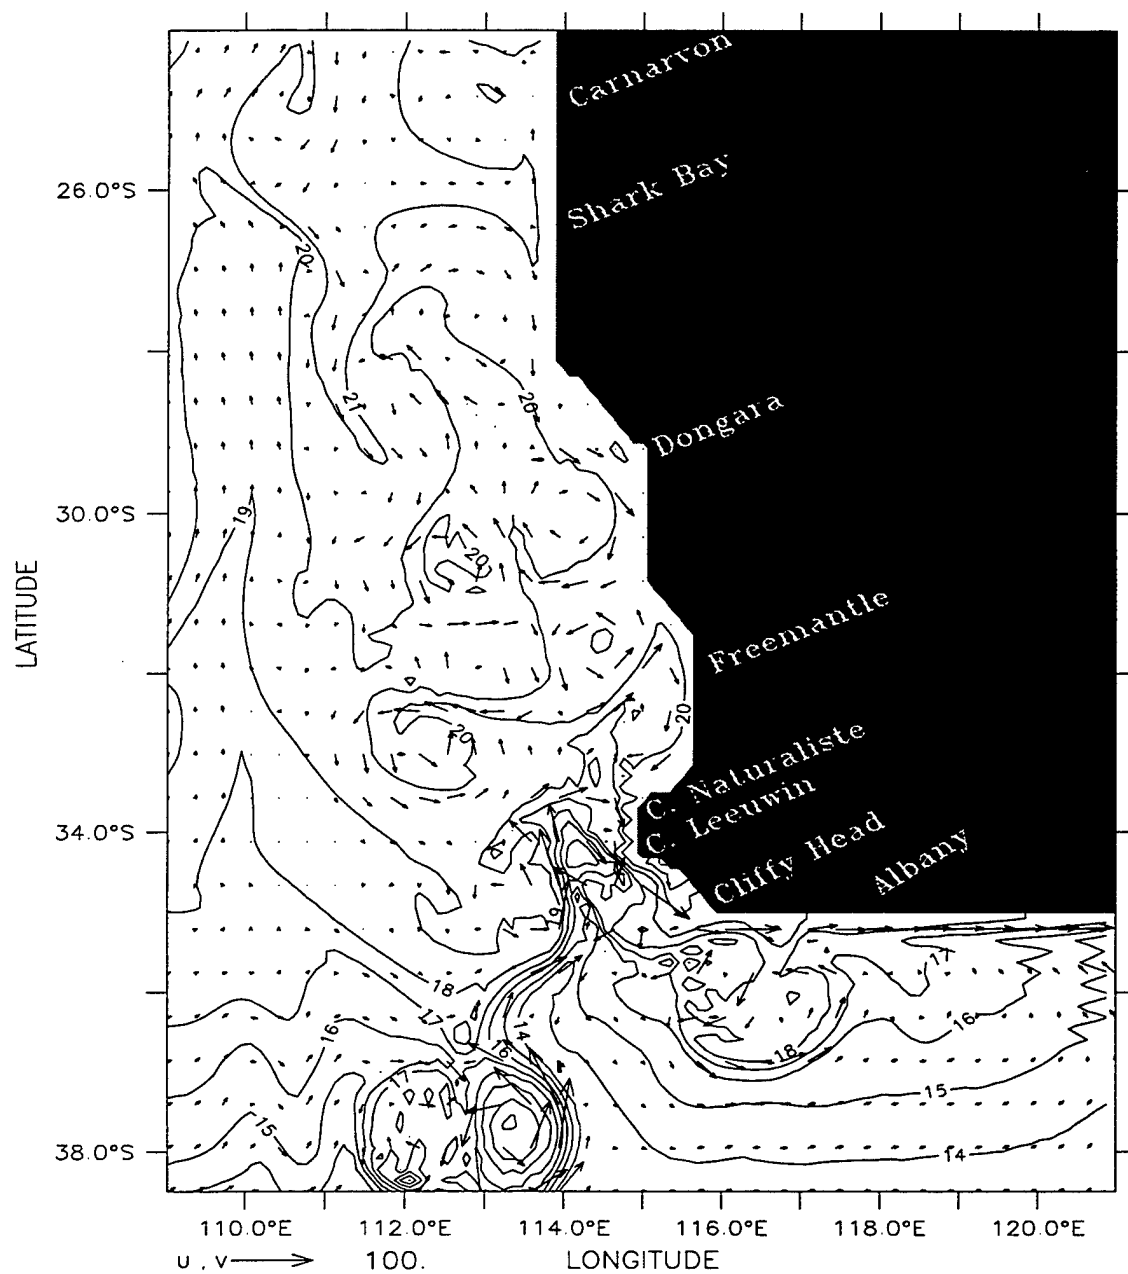 Carnarvon
26.0°S
Shark Bay
20
21
20
Dongara
30.0°S
19
20
LATITUDE
Freemantle
20
20
C. Naturaliste
34.0°S
C. Leeuwin
Cliffy Head
Albany
17
18
17
16
14
16
16
18
17
15
15
38.0°S
14
110.0°E 112.0°E 114.0°E 116.0°E 118.0°E 120.0°E
u , v 100. LONGITUDE